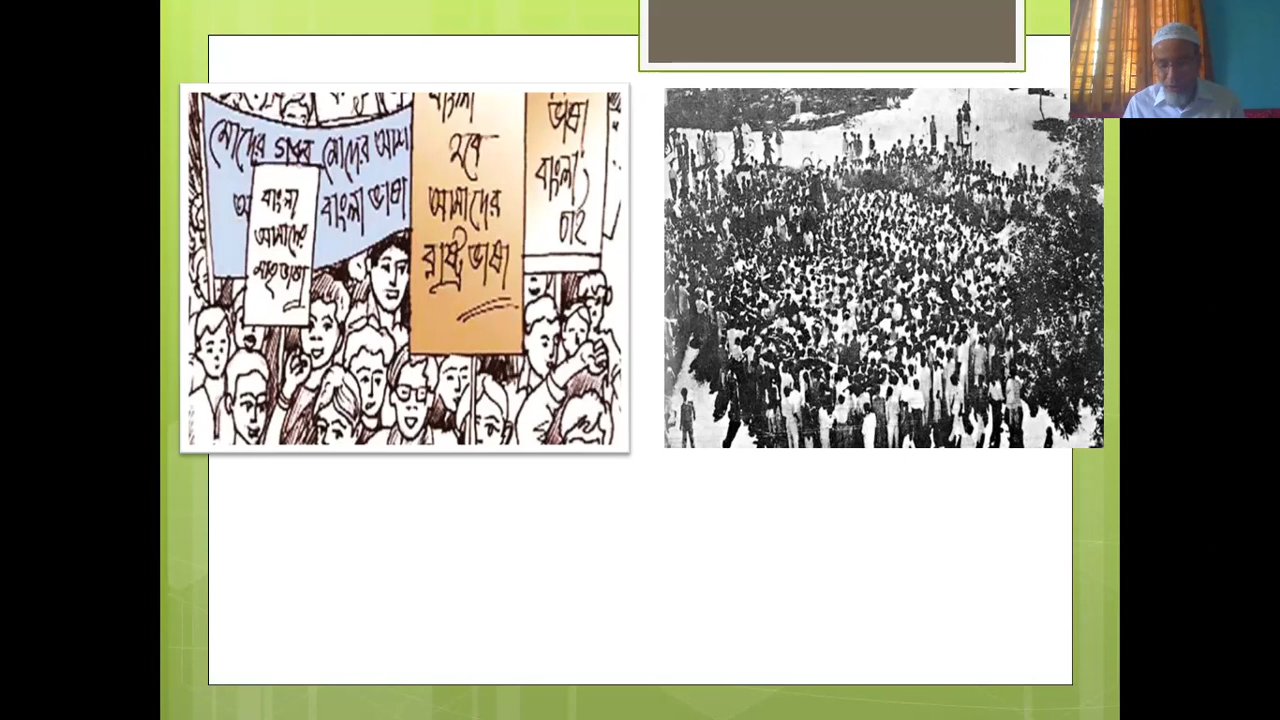 মোদের গরব মোদের আশা
বাংলা ভাষা
বাংলা
আমাদের
মাতৃভাষা
বাংলা
হবে
আমাদের
রাষ্ট্রভাষা
ভাষা
বাংলা
চাই